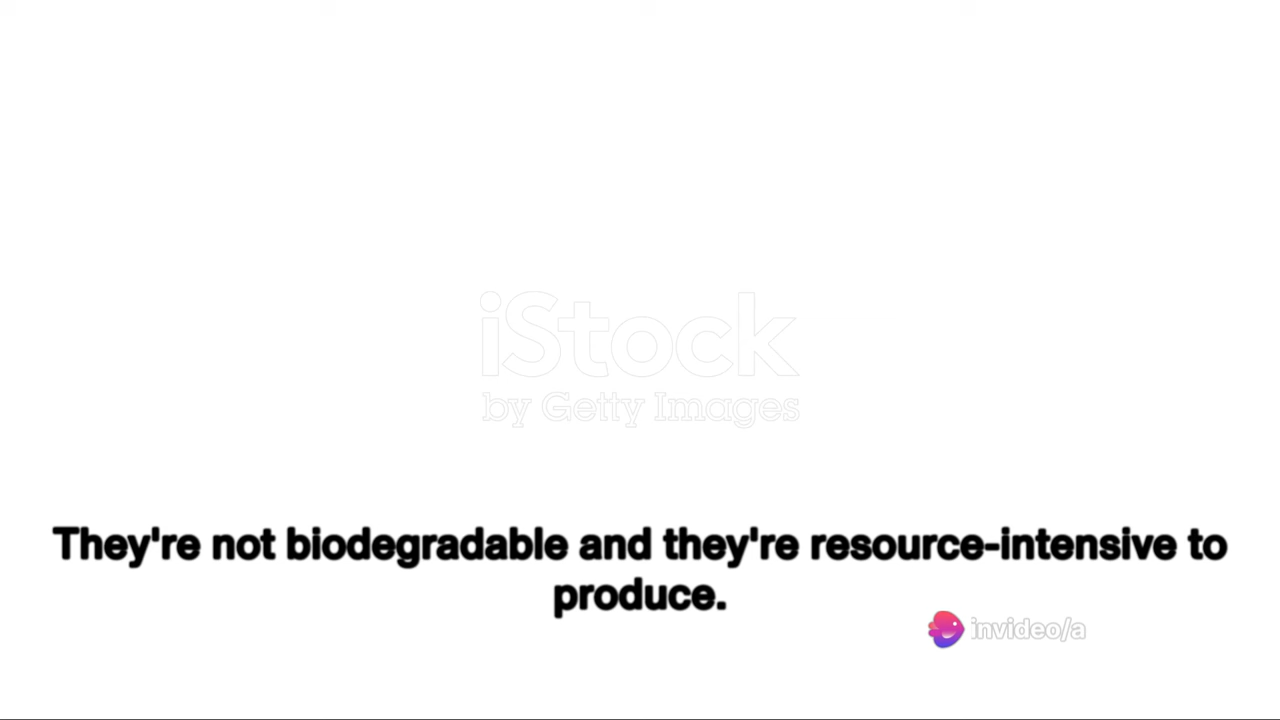 iStock
by Getty Images
They're not biodegradable and they're resource-intensive to
produce.
invideo/a